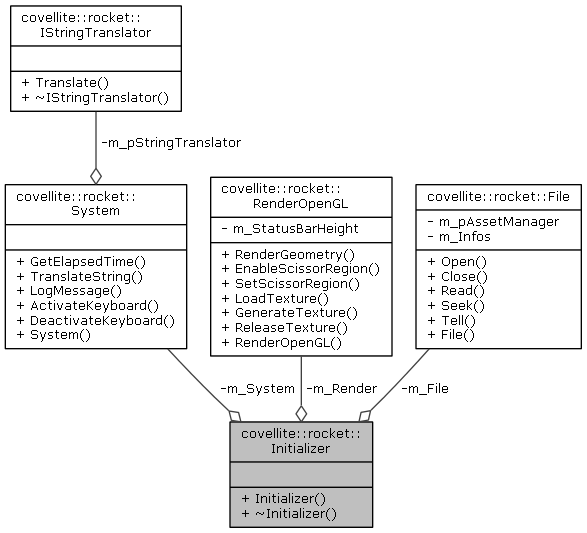 covellite::rocket::
IStringTranslator
+ Translate()
+ ~IStringTranslator()
-m_pStringTranslator
covellite::rocket::
System
+ GetElapsedTime()
+ TranslateString()
+ LogMessage()
+ ActivateKeyboard()
+ DeactivateKeyboard()
+ System()
covellite::rocket::
RenderOpenGL
- m_StatusBarHeight
+ RenderGeometry()
+ EnableScissorRegion()
+ SetScissorRegion()
+ LoadTexture()
+ GenerateTexture()
+ ReleaseTexture()
+ RenderOpenGL()
covellite::rocket::File
- m_pAssetManager
- m_Infos
+ Open()
+ Close()
+ Read()
+ Seek()
+ Tell()
+ File()
-m_System
-m_Render
-m_File
covellite::rocket::
Initializer
+ Initializer()
+ ~Initializer()